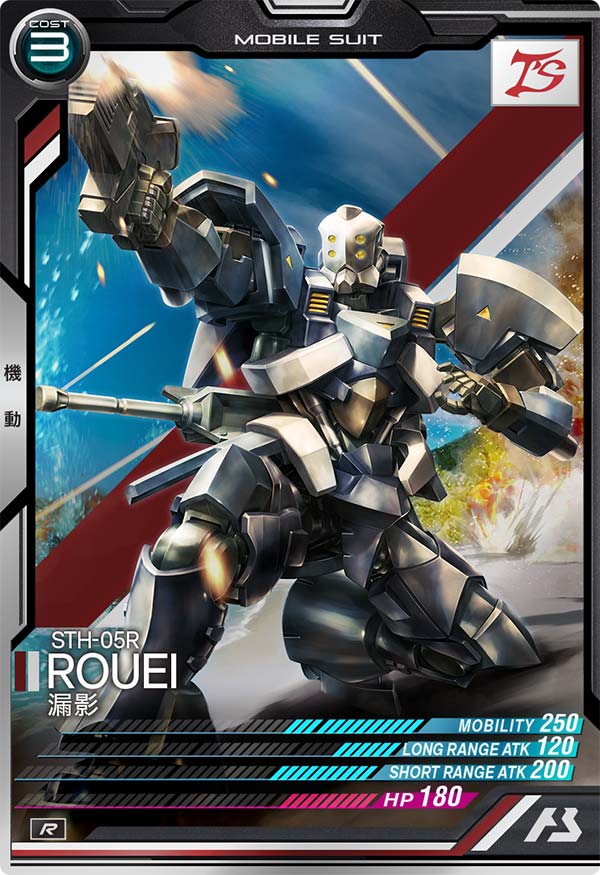 COST
3
MOBILE SUIT
TS
機動
STH-05R
ROUEI
漏影
MOBILITY 250
LONG RANGE ATK 120
SHORT RANGE ATK 200
HP 180
R